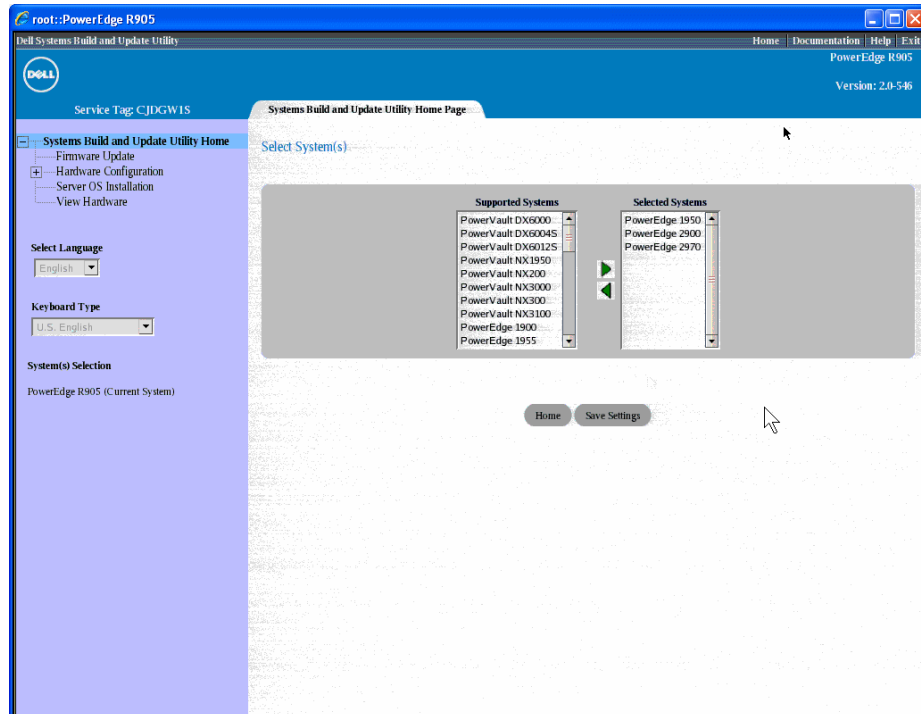 root::PowerEdge R905
Dell Systems Build and Update Utility
Home Documentation Help Exit
DELL
PowerEdge R905
Version: 2.0-546
Service Tag: CJDGW1S
Systems Build and Update Utility Home Page
Systems Build and Update Utility Home
Firmware Update
Hardware Configuration
Server OS Installation
View Hardware
Select Language
English
Keyboard Type
U.S. English
System(s) Selection
PowerEdge R905 (Current System)
Select System(s)
Supported Systems
PowerVault DX6000
PowerVault DX6004S
PowerVault DX6012S
PowerVault NX1950
PowerVault NX200
PowerVault NX3000
PowerVault NX300
PowerVault NX3100
PowerEdge 1900
PowerEdge 1955
Selected Systems
PowerEdge 1950
PowerEdge 2900
PowerEdge 2970
Home
Save Settings